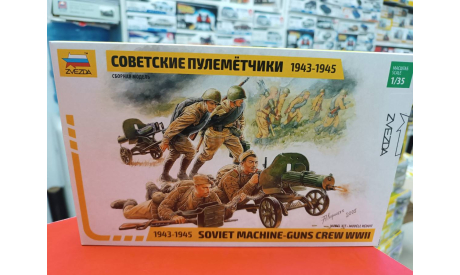 ZVEZDA
СОВЕТСКИЕ ПУЛЕМЁТЧИКИ 1943-1945
СБОРНАЯ МОДЕЛЬ
1/35
ZVEZDA
1943-1945 SOVIET MACHINE-GUNS CREW WWII